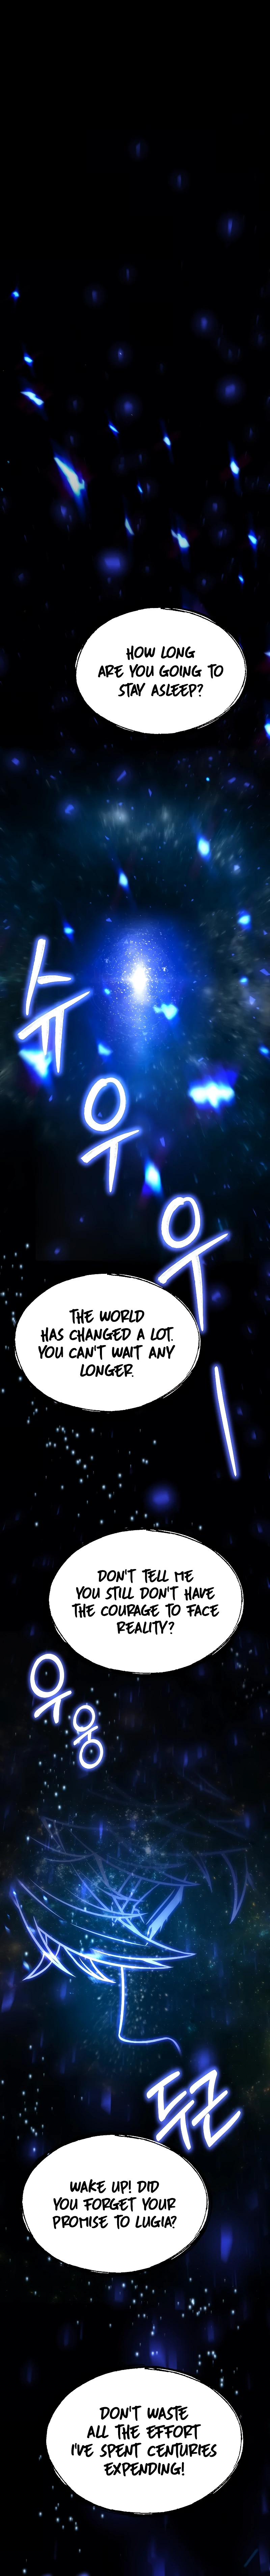 HOW LONG
ARE YOU GOING TO
STAY ASLEEP?
슈
우
우
THE WORLD
HAS CHANGED A LOT.
YOU CAN'T WAIT ANY
LONGER.
DON'T TELL ME
YOU STILL DON'T HAVE
THE COURAGE TO FACE
REALITY?
우
웅
두근
WAKE UP! DID
YOU FORGET YOUR
PROMISE TO LUGIA?
DON'T WASTE
ALL THE EFFORT
I'VE SPENT CENTURIES
EXPENDING!